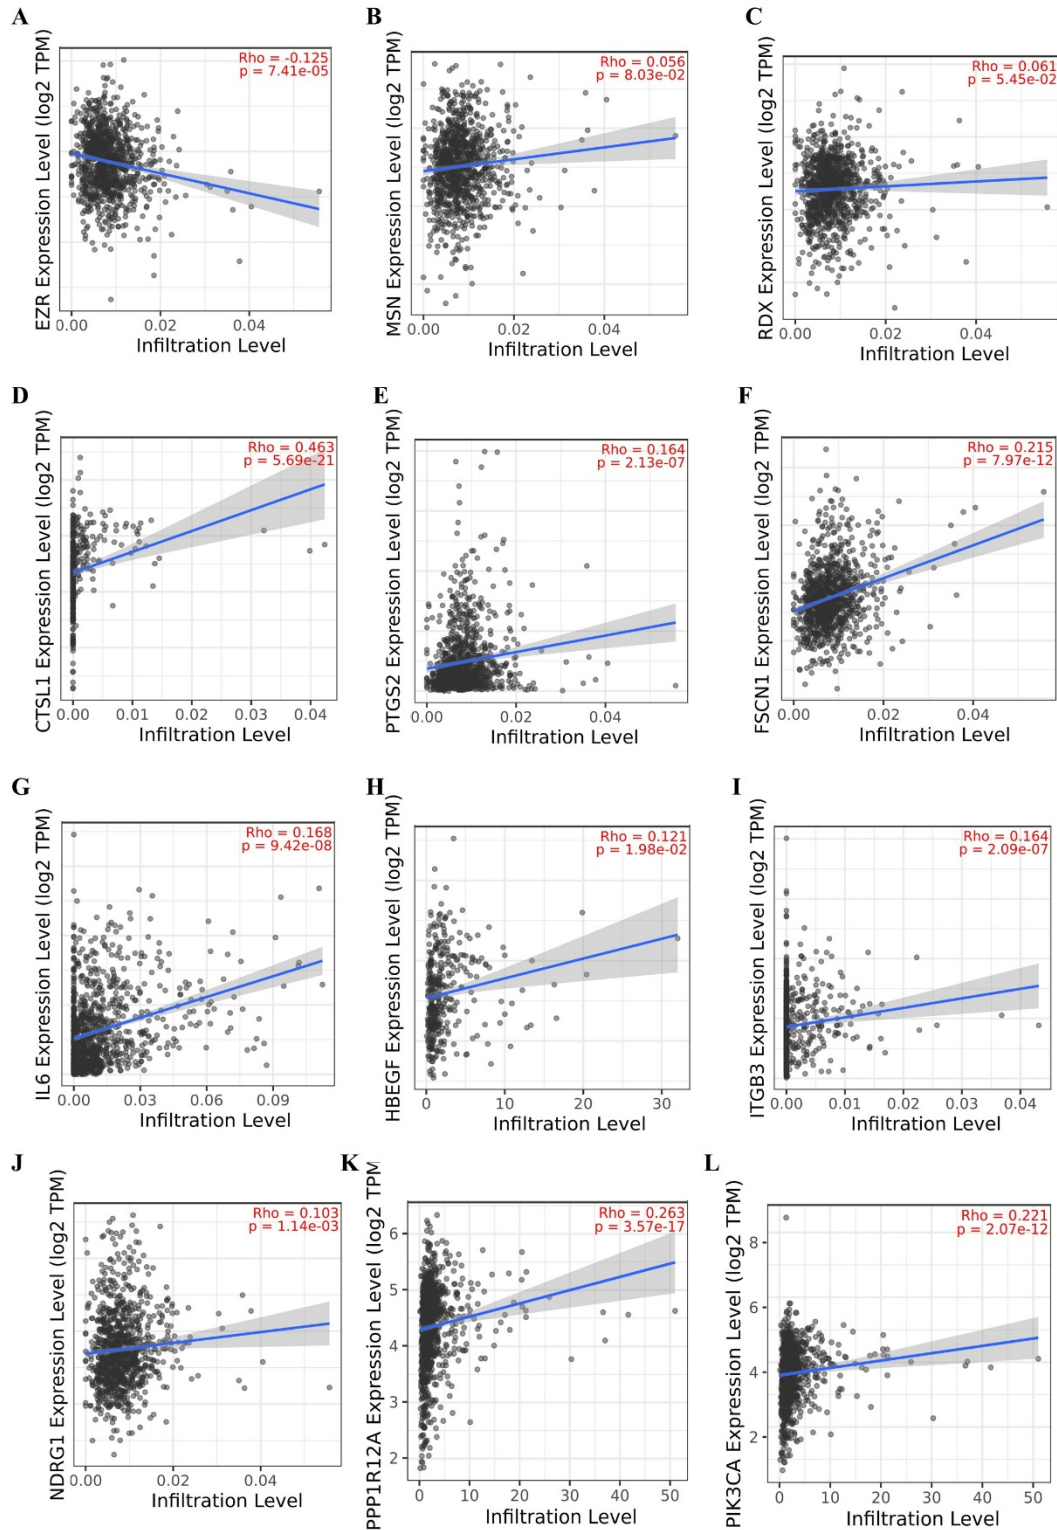 A
EZR Expression Level (log2 TPM)
Rho = -0.125
p = 7.41e-05
0.00 0.02 0.04
Infiltration Level
B
MSN Expression Level (log2 TPM)
Rho = 0.056
p = 8.03e-02
0.00 0.02 0.04
Infiltration Level
C
RDX Expression Level (log2 TPM)
Rho = 0.061
p = 5.45e-02
0.00 0.02 0.04
Infiltration Level
D
CTSL1 Expression Level (log2 TPM)
Rho = 0.463
p = 5.69e-21
0.00 0.01 0.02 0.03 0.04
Infiltration Level
E
PTGS2 Expression Level (log2 TPM)
Rho = 0.164
p = 2.13e-07
0.00 0.02 0.04
Infiltration Level
F
FSCN1 Expression Level (log2 TPM)
Rho = 0.215
p = 7.97e-12
0.00 0.02 0.04
Infiltration Level
G
IL6 Expression Level (log2 TPM)
Rho = 0.168
p = 9.42e-08
0.00 0.03 0.06 0.09
Infiltration Level
H
HBEGF Expression Level (log2 TPM)
Rho = 0.121
p = 1.98e-02
0 10 20 30
Infiltration Level
I
ITGB3 Expression Level (log2 TPM)
Rho = 0.164
p = 2.09e-07
0.00 0.01 0.02 0.03 0.04
Infiltration Level
J
NDRG1 Expression Level (log2 TPM)
Rho = 0.103
p = 1.14e-03
0.00 0.02 0.04
Infiltration Level
K
PPP1R12A Expression Level (log2 TPM
Rho = 0.263
p = 3.57e-17
6
5
4
3
2
0 10 20 30 40 50
Infiltration Level
L
PIK3CA Expression Level (log2 TPM)
Rho = 0.221
p = 2.07e-12
8
6
4
2
0 10 20 30 40 50
Infiltration Level